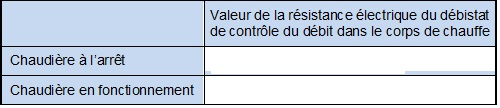 Valeur de la résistance électrique du débistat
de contrôle du débit dans le corps de chauffe
Chaudière à l'arrêt
Chaudière en fonctionnement